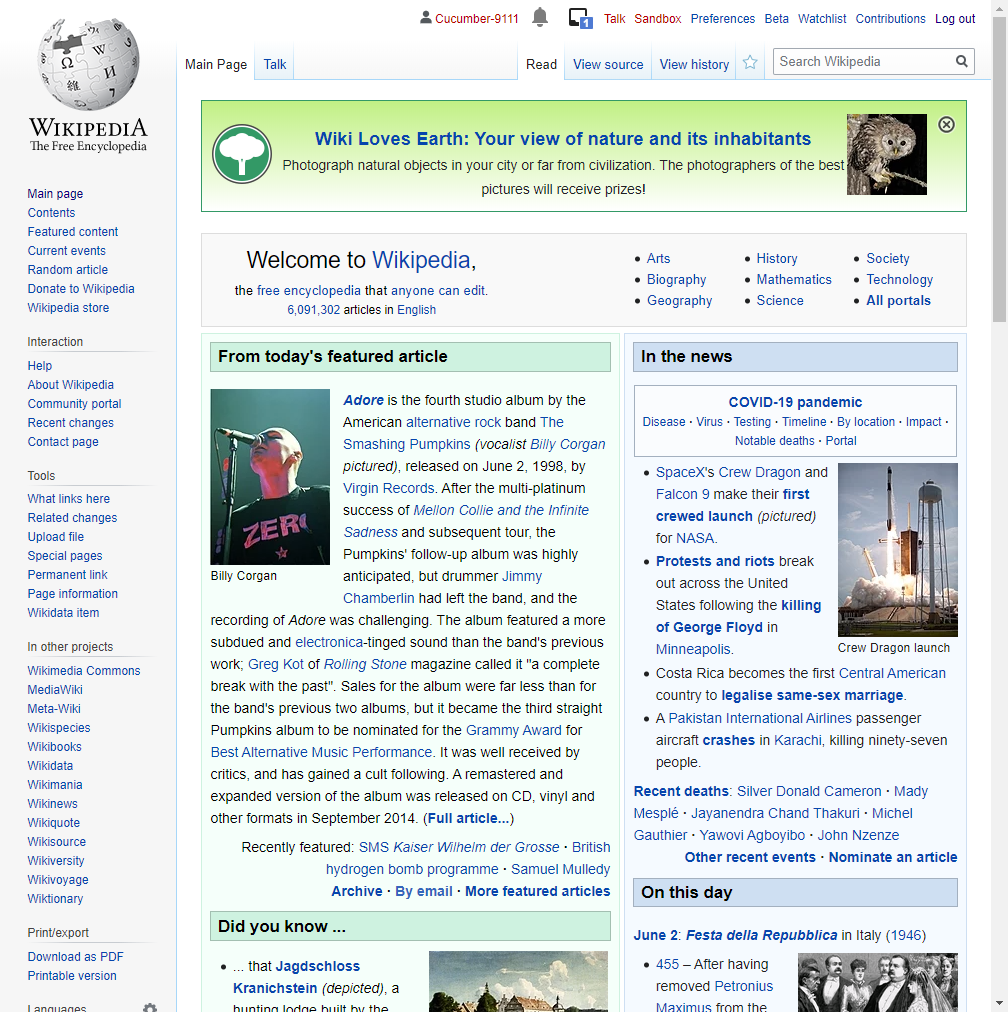 Cucumber-9111 1 Talk Sandbox Preferences Beta Watchlist Contributions Log out
Main Page Talk Read View source View history Search Wikipedia
Ω W И 維 7
WIKIPEDIA
The Free Encyclopedia
Main page
Contents
Featured content
Current events
Random article
Donate to Wikipedia
Wikipedia store
Interaction
Help
About Wikipedia
Community portal
Recent changes
Contact page
Tools
What links here
Related changes
Upload file
Special pages
Permanent link
Page information
Wikidata item
In other projects
Wikimedia Commons
MediaWiki
Meta-Wiki
Wikispecies
Wikibooks
Wikidata
Wikimania
Wikinews
Wikiquote
Wikisource
Wikiversity
Wikivoyage
Wiktionary
Print/export
Download as PDF
Printable version
Languages
Wiki Loves Earth: Your view of nature and its inhabitants
Photograph natural objects in your city or far from civilization. The photographers of the best
pictures will receive prizes!
Welcome to Wikipedia,
the free encyclopedia that anyone can edit.
6,091,302 articles in English
• Arts
• Biography
• Geography
• History
• Mathematics
• Science
• Society
• Technology
• All portals
From today's featured article
ZERO
Billy Corgan
Adore is the fourth studio album by the
American alternative rock band The
Smashing Pumpkins (vocalist Billy Corgan
pictured), released on June 2, 1998, by
Virgin Records. After the multi-platinum
success of Mellon Collie and the Infinite
Sadness and subsequent tour, the
Pumpkins' follow-up album was highly
anticipated, but drummer Jimmy
Chamberlin had left the band, and the
recording of Adore was challenging. The album featured a more
subdued and electronica-tinged sound than the band's previous
work; Greg Kot of Rolling Stone magazine called it "a complete
break with the past". Sales for the album were far less than for
the band's previous two albums, but it became the third straight
Pumpkins album to be nominated for the Grammy Award for
Best Alternative Music Performance. It was well received by
critics, and has gained a cult following. A remastered and
expanded version of the album was released on CD, vinyl and
other formats in September 2014. (Full article...)
Recently featured: SMS Kaiser Wilhelm der Grosse · British
hydrogen bomb programme · Samuel Mulledy
Archive · By email · More featured articles
Did you know ...
• ... that Jagdschloss
Kranichstein (depicted), a
hunting lodge built by the
In the news
COVID-19 pandemic
Disease · Virus · Testing · Timeline · By location · Impact ·
Notable deaths · Portal
• SpaceX's Crew Dragon and
Falcon 9 make their first
crewed launch (pictured)
for NASA.
Crew Dragon launch
• Protests and riots break
out across the United
States following the killing
of George Floyd in
Minneapolis.
• Costa Rica becomes the first Central American
country to legalise same-sex marriage.
• A Pakistan International Airlines passenger
aircraft crashes in Karachi, killing ninety-seven
people.
Recent deaths: Silver Donald Cameron · Mady
Mesplé · Jayanendra Chand Thakuri · Michel
Gauthier · Yawovi Agboyibo · John Nzenze
Other recent events · Nominate an article
On this day
June 2: Festa della Repubblica in Italy (1946)
• 455 – After having
removed Petronius
Maximus from the